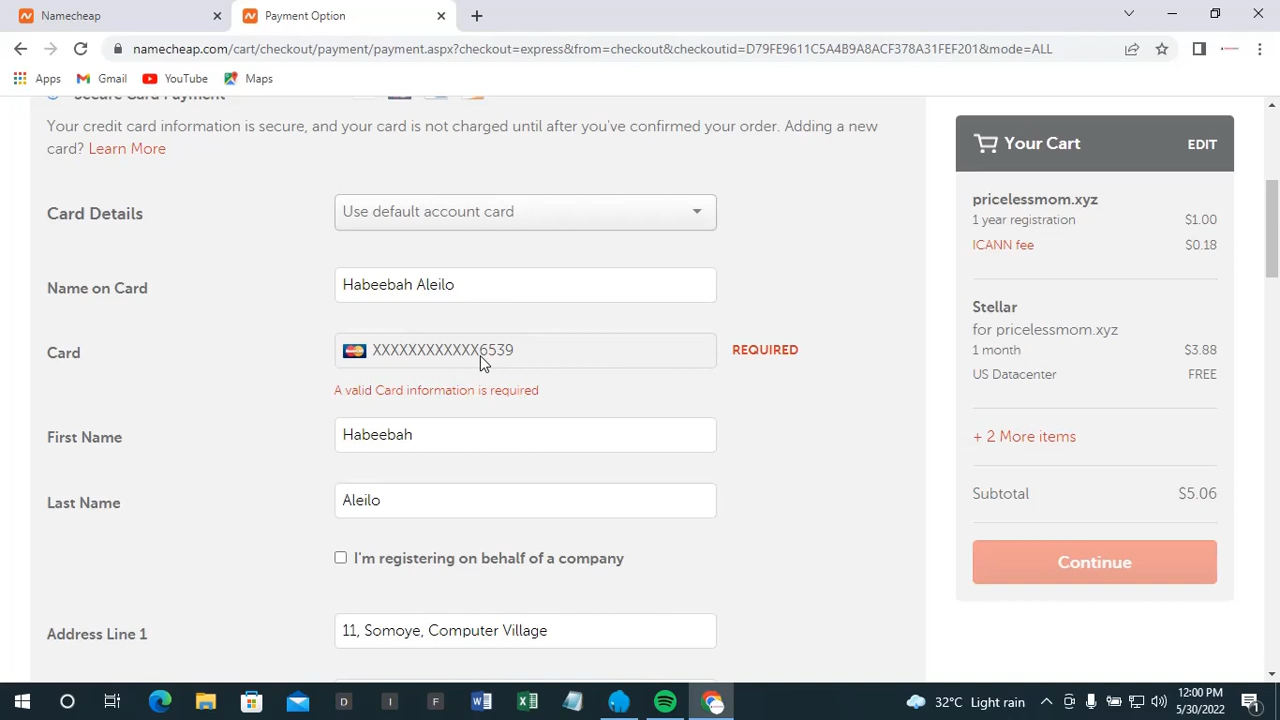 Namecheap
Payment Option
namecheap.com/cart/checkout/payment/payment.aspx?checkout=express&from=checkout&checkoutid=D79FE9611C5A4B9A8ACF378A31FEF201&mode=ALL
Apps Gmail YouTube Maps
Secure Card Payment
Your credit card information is secure, and your card is not charged until after you've confirmed your order. Adding a new
card? Learn More
Card Details
Use default account card
Name on Card
Habeebah Aleilo
Card
XXXXXXXXXXXX6539
REQUIRED
A valid Card information is required
First Name
Habeebah
Last Name
Aleilo
I'm registering on behalf of a company
Address Line 1
11, Somoye, Computer Village
Your Cart EDIT
pricelessmom.xyz
1 year registration $1.00
ICANN fee $0.18
Stellar
for pricelessmom.xyz
1 month $3.88
US Datacenter FREE
+ 2 More items
Subtotal $5.06
Continue
D I F
32°C Light rain
12:00 PM
5/30/2022
1